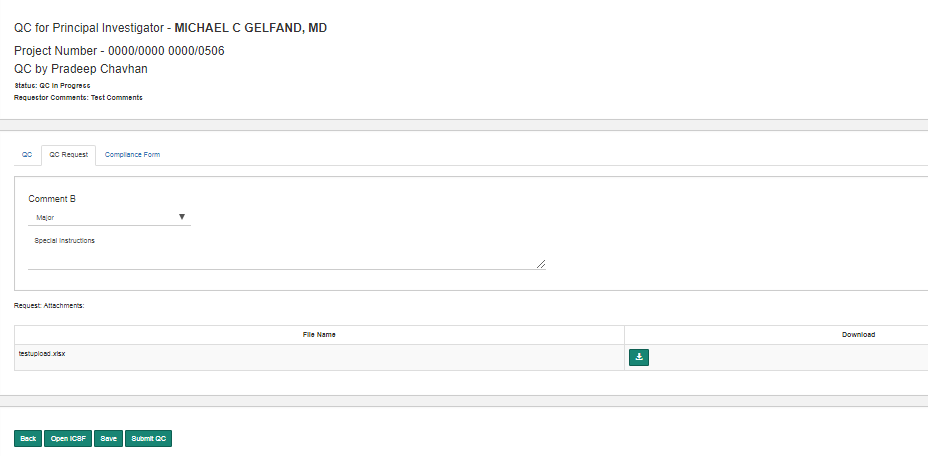 QC for Principal Investigator - MICHAEL C GELFAND, MD
Project Number - 0000/0000 0000/0506
QC by Pradeep Chavhan
Status: QC In Progress
Requestor Comments: Test Comments
QC QC Request Compliance Form
Comment B
Major
Special Instructions
Request Attachments:
File Name Download
testupload.xlsx
Back Open ICSF Save Submit QC